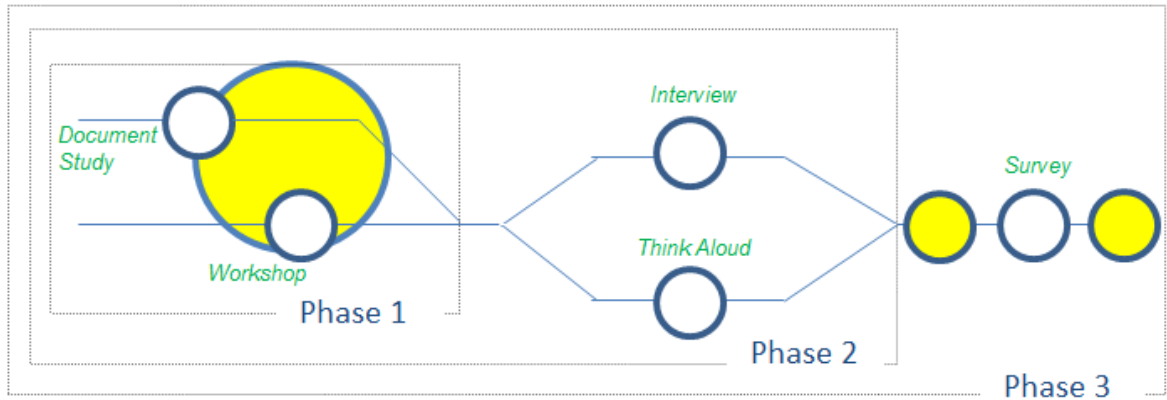 Interview
Document
Study
Survey
Think Aloud
Workshop
Phase 1
Phase 2
Phase 3